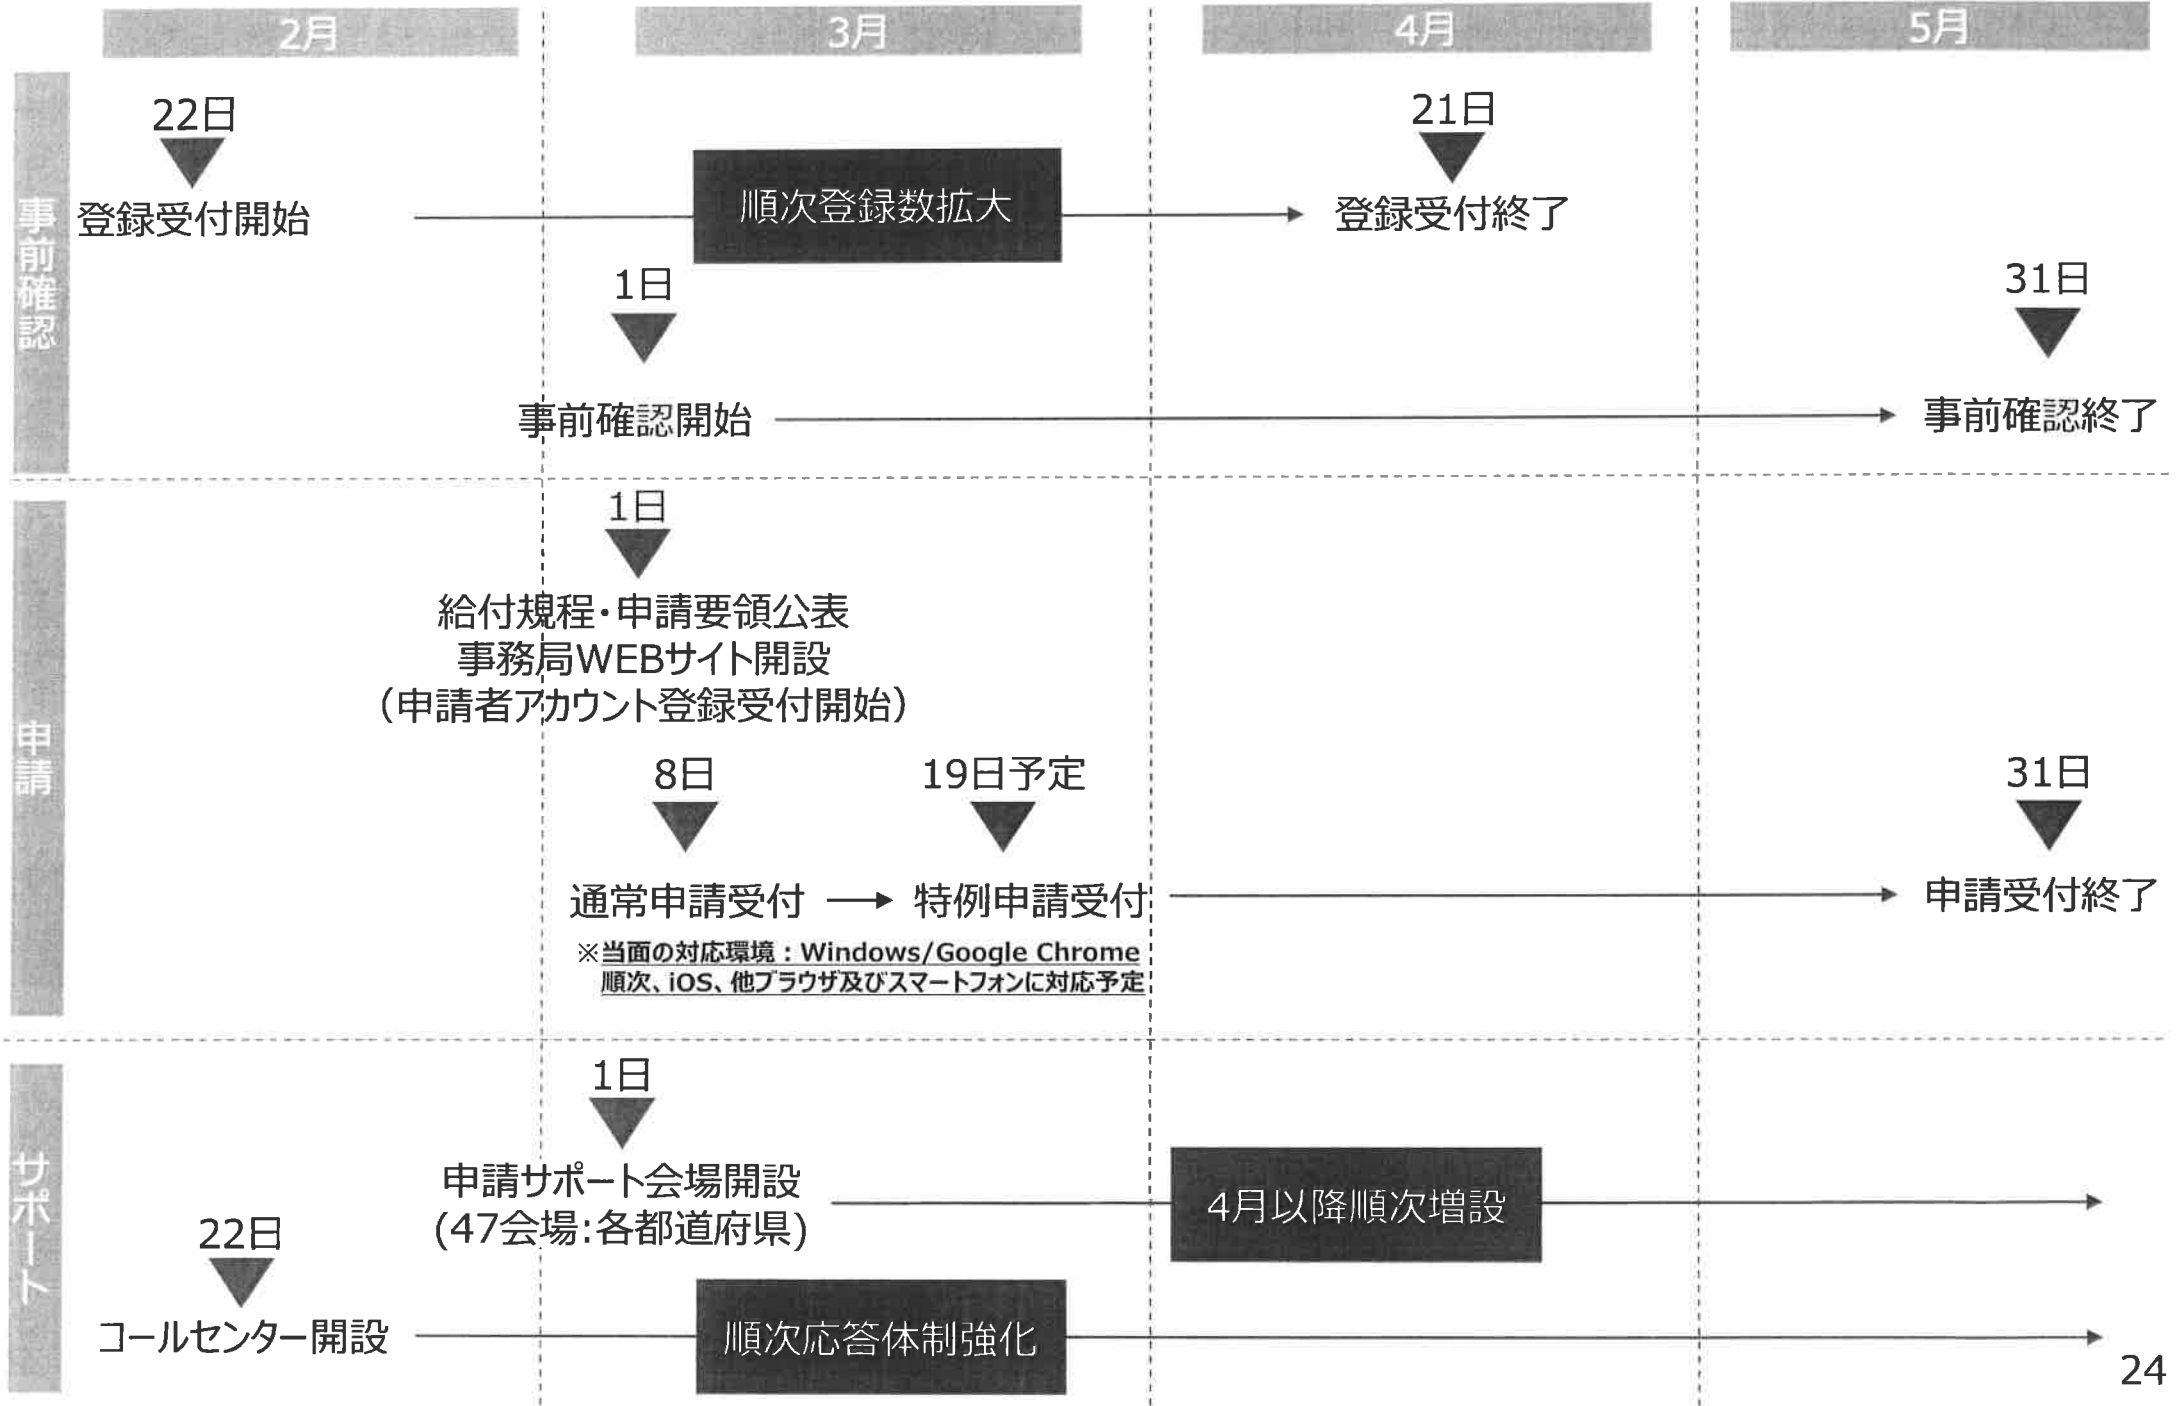 2月
3月
4月
5月
事前確認
22日
登録受付開始
順次登録数拡大
21日
登録受付終了
1日
事前確認開始
31日
事前確認終了
申請
1日
給付規程・申請要領公表
事務局WEBサイト開設
（申請者アカウント登録受付開始）
8日
通常申請受付
19日予定
特例申請受付
31日
申請受付終了
※当面の対応環境：Windows/Google Chrome
順次、iOS、他ブラウザ及びスマートフォンに対応予定
サポート
1日
申請サポート会場開設
(47会場:各都道府県)
4月以降順次増設
22日
コールセンター開設
順次応答体制強化
24